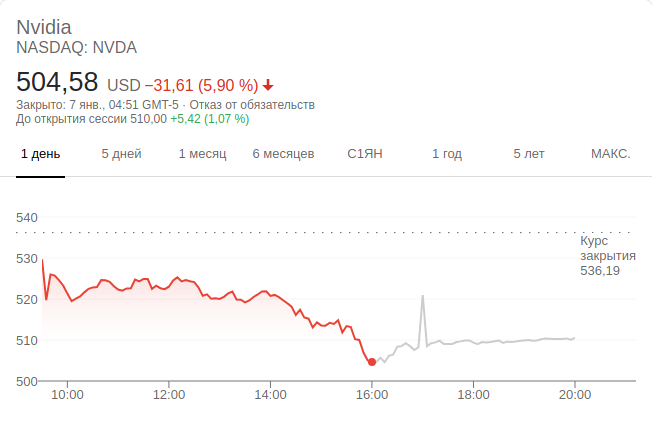 Nvidia
NASDAQ: NVDA
504,58 USD −31,61 (5,90 %)
Закрыто: 7 янв., 04:51 GMT-5 · Отказ от обязательств
До открытия сессии 510,00 +5,42 (1,07 %)
1 день 5 дней 1 месяц 6 месяцев С1ЯН 1 год 5 лет МАКС.
540
Курс
закрытия
536,19
530
520
510
500
10:00 12:00 14:00 16:00 18:00 20:00